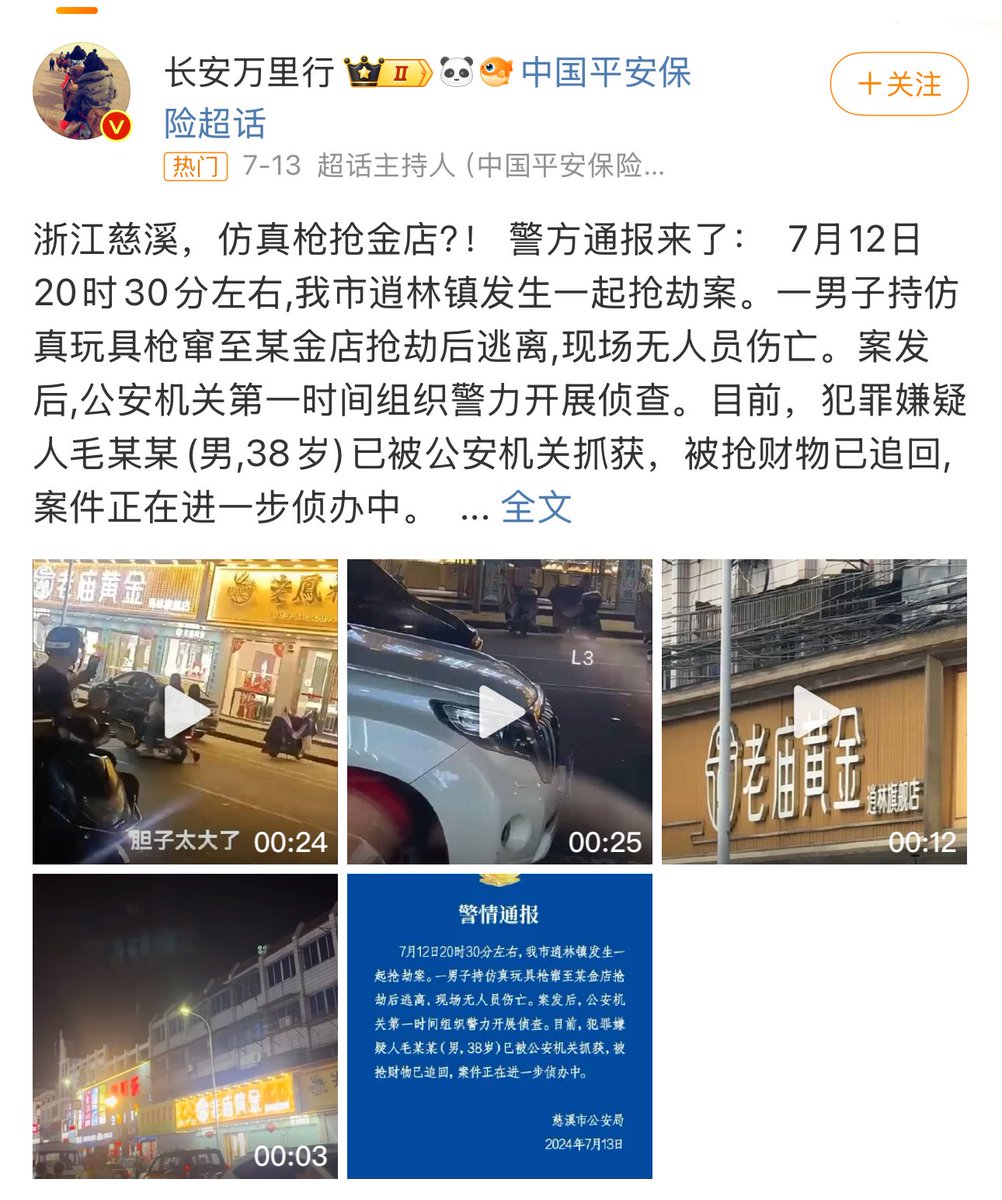 长安万里行 II 中国平安保
险超话
+关注
热门 7-13 超话主持人 (中国平安保险...
浙江慈溪，仿真枪抢金店?！ 警方通报来了： 7月12日
20时30分左右,我市逍林镇发生一起抢劫案。一男子持仿
真玩具枪窜至某金店抢劫后逃离,现场无人员伤亡。案发
后,公安机关第一时间组织警力开展侦查。目前，犯罪嫌疑
人毛某某(男,38岁)已被公安机关抓获，被抢财物已追回,
案件正在进一步侦办中。 ... 全文
老庙黄金
老鳳
胆子太大了 00:24
L3
00:25
老庙黄金
逍林旗舰店
00:12
老庙黄金
00:03
警情通报
7月12日20时30分左右,我市逍林镇发生一
起抢劫案。一男子持仿真玩具枪窜至某金店抢
劫后逃离,现场无人员伤亡。案发后,公安机
关第一时间组织警力开展侦查。目前,犯罪嫌
疑人毛某某(男,38岁)已被公安机关抓获,被
抢财物已追回,案件正在进一步侦办中。
慈溪市公安局
2024年7月13日